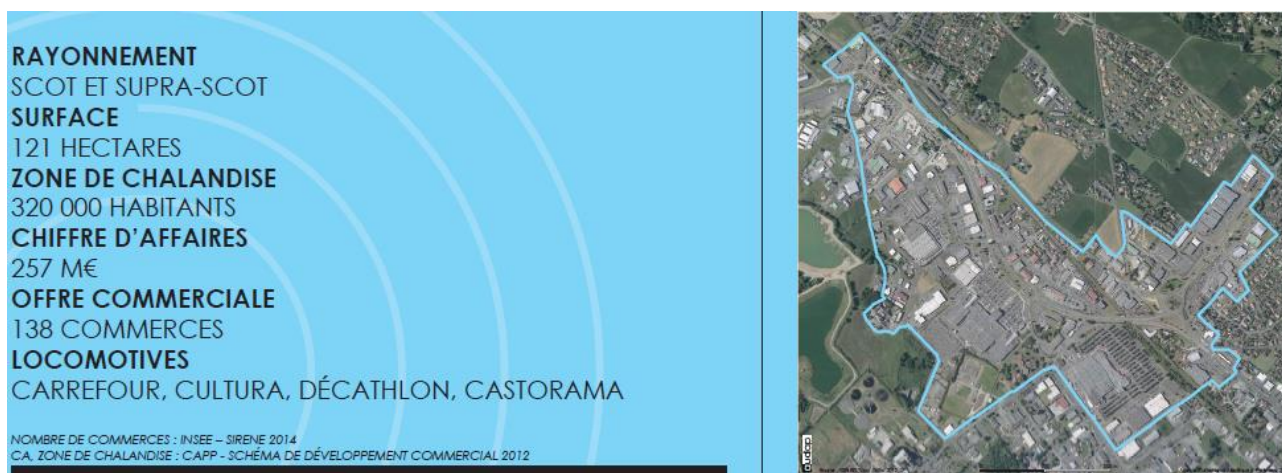 RAYONNEMENT
SCOT ET SUPRA-SCOT
SURFACE
121 HECTARES
ZONE DE CHALANDISE
320 000 HABITANTS
CHIFFRE D'AFFAIRES
257 M€
OFFRE COMMERCIALE
138 COMMERCES
LOCOMOTIVES
CARREFOUR, CULTURA, DÉCATHLON, CASTORAMA
NOMBRE DE COMMERCES : INSEE – SIRENE 2014
CA, ZONE DE CHALANDISE : CAPP - SCHÉMA DE DÉVELOPPEMENT COMMERCIAL 2012